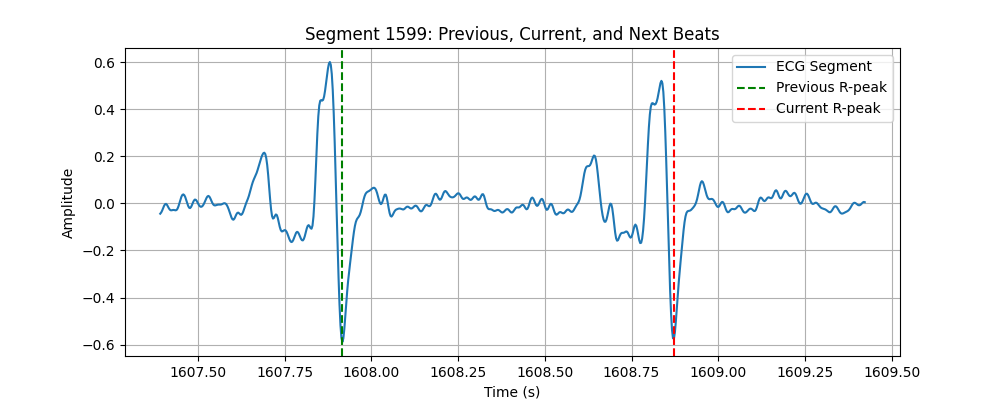 Segment 1599: Previous, Current, and Next Beats
ECG Segment
Previous R-peak
Current R-peak
Amplitude
0.6
0.4
0.2
0.0
−0.2
−0.4
−0.6
1607.50 1607.75 1608.00 1608.25 1608.50 1608.75 1609.00 1609.25 1609.50
Time (s)